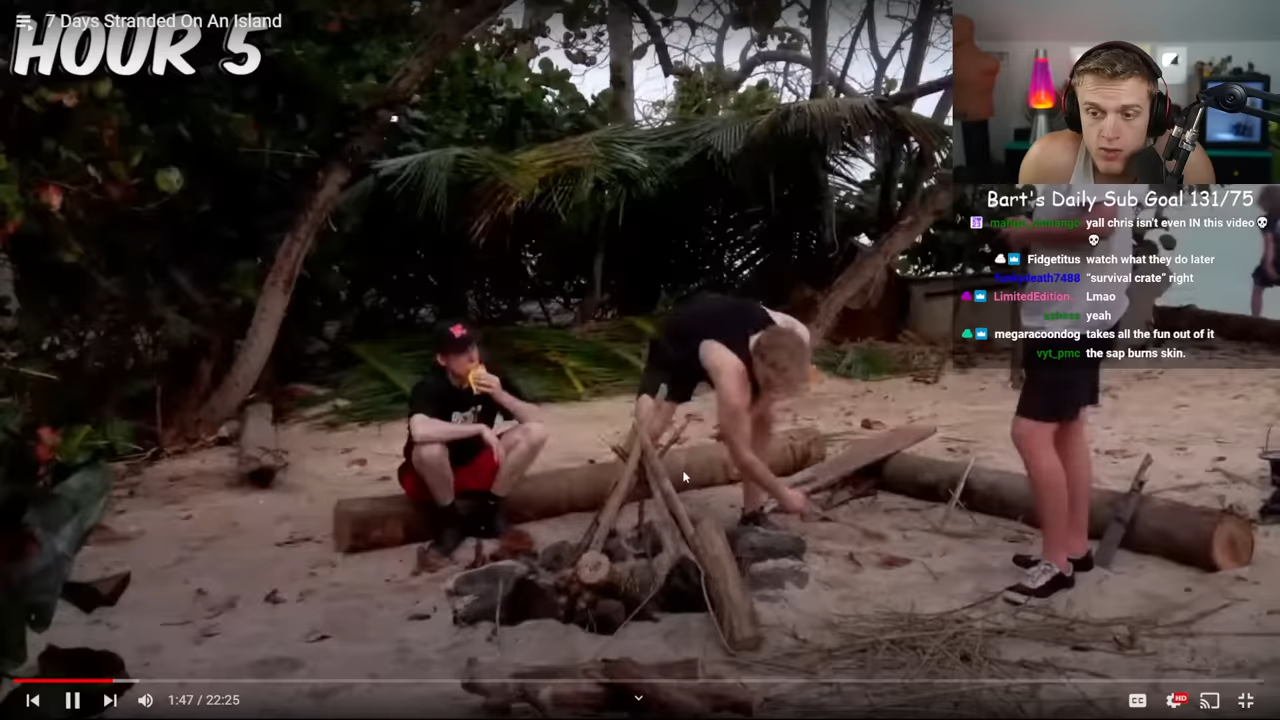 7 Days Stranded On An Island
HOUR 5
Bart's Daily Sub Goal 131/75
yall chris isn't even IN this video
Fidgetitus watch what they do later
"survival crate" right
LimitedEdition.. Lmao
yeah
megaracoondog takes all the fun out of it
vyt_pmc the sap burns skin.
1:47 / 22:25
CC
HD